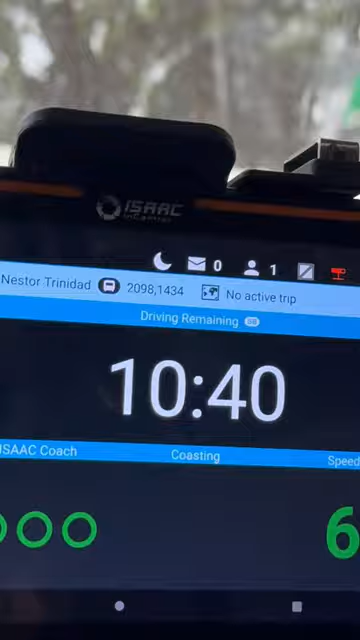 ISAAC
InControl
0
1
Nestor Trinidad 2098,1434 No active trip
Driving Remaining
10:40
ISAAC Coach Coasting Speed
6